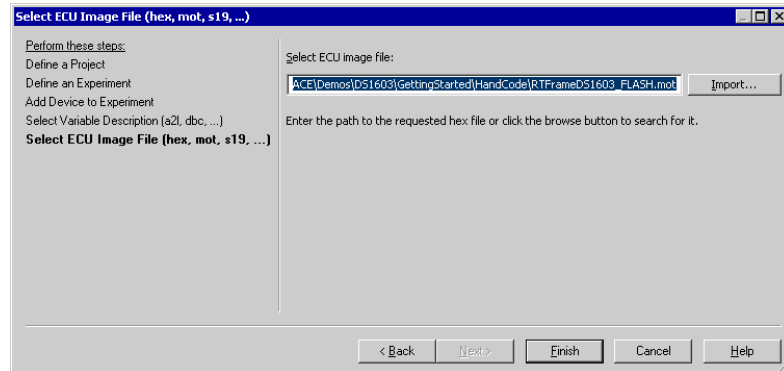 Select ECU Image File (hex, mot, s19, ...)
Perform these steps:
Define a Project
Define an Experiment
Add Device to Experiment
Select Variable Description (a2l, dbc, ...)
Select ECU Image File (hex, mot, s19, ...)
Select ECU image file:
ACE\Demos\DS1603\GettingStarted\HandCode\RTFrameDS1603_FLASH.mot
Import...
Enter the path to the requested hex file or click the browse button to search for it.
< Back
Next >
Finish
Cancel
Help